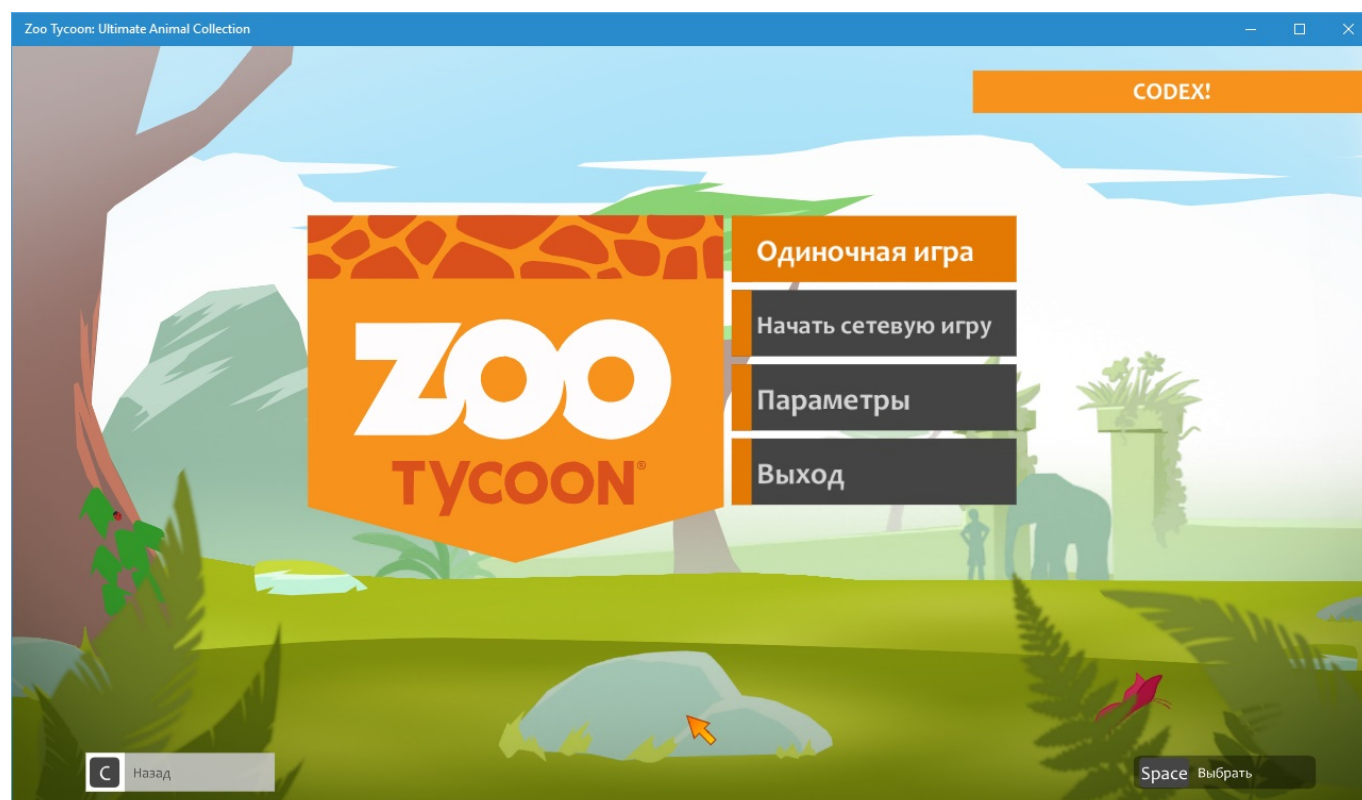 Zoo Tycoon: Ultimate Animal Collection
CODEX!
ZOO
TYCOON®
Одиночная игра
Начать сетевую игру
Параметры
Выход
C Назад
Space Выбрать